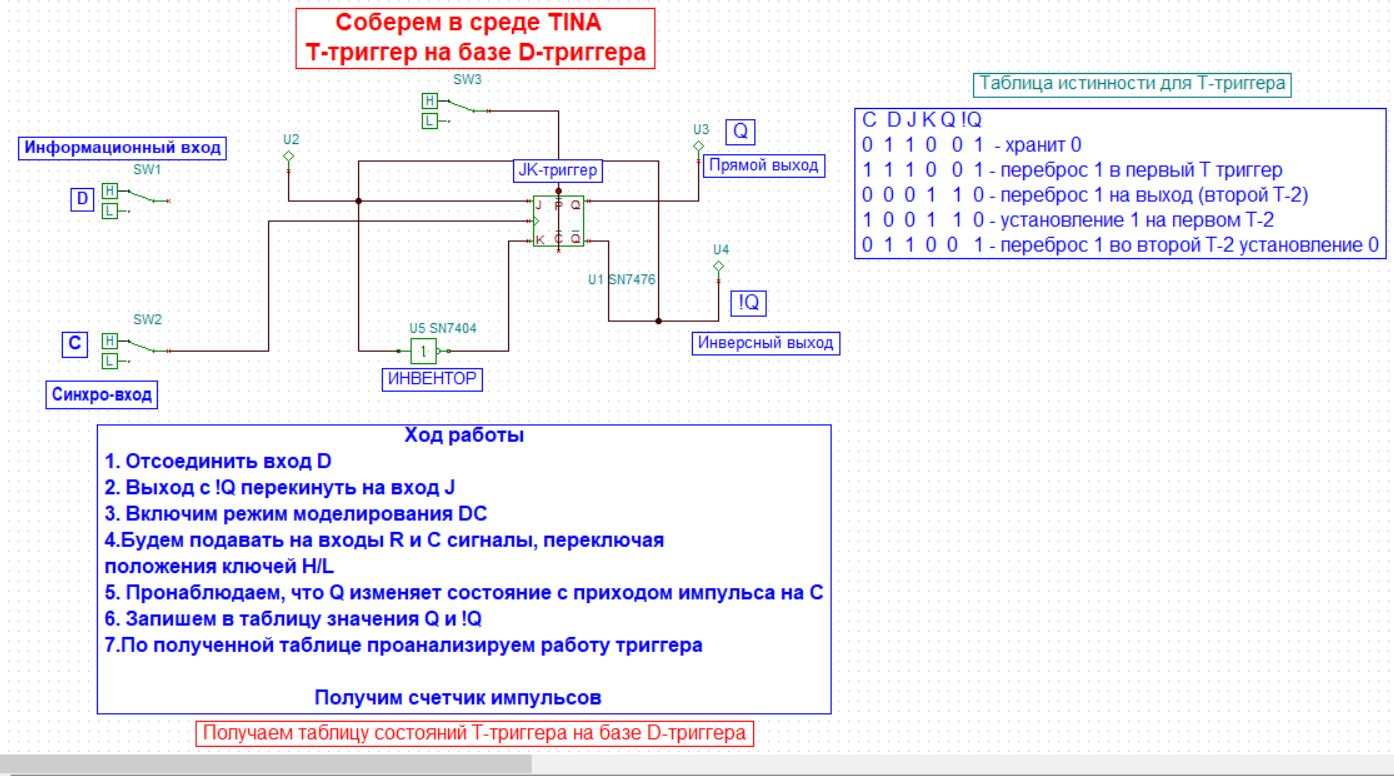 Соберем в среде TINA
Т-триггер на базе D-триггера
SW3
H
L
Таблица истинности для Т-триггера
C D J K Q !Q
0 1 1 0 0 1 - хранит 0
1 1 1 0 0 1 - переброс 1 в первый Т триггер
0 0 0 1 1 0 - переброс 1 на выход (второй Т-2)
1 0 0 1 1 0 - установление 1 на первом Т-2
0 1 1 0 0 1 - переброс 1 во второй Т-2 установление 0
Информационный вход
SW1
D
H
L
U2
JK-триггер
U3
Q
Прямой выход
J P Q
K C Q
U1 SN7476
U4
!Q
Инверсный выход
SW2
C
H
L
Синхро-вход
U5 SN7404
1
ИНВЕНТОР
Ход работы
1. Отсоединить вход D
2. Выход с !Q перекинуть на вход J
3. Включим режим моделирования DC
4.Будем подавать на входы R и C сигналы, переключая
положения ключей H/L
5. Пронаблюдаем, что Q изменяет состояние с приходом импульса на С
6. Запишем в таблицу значения Q и !Q
7.По полученной таблице проанализируем работу триггера
Получим счетчик импульсов
Получаем таблицу состояний Т-триггера на базе D-триггера